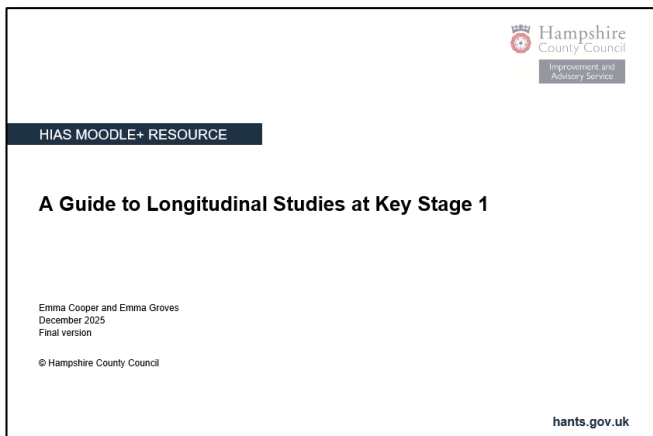 Hampshire
County Council
Improvement and
Advisory Service
HIAS MOODLE+ RESOURCE
A Guide to Longitudinal Studies at Key Stage 1
Emma Cooper and Emma Groves
December 2025
Final version
© Hampshire County Council
hants.gov.uk